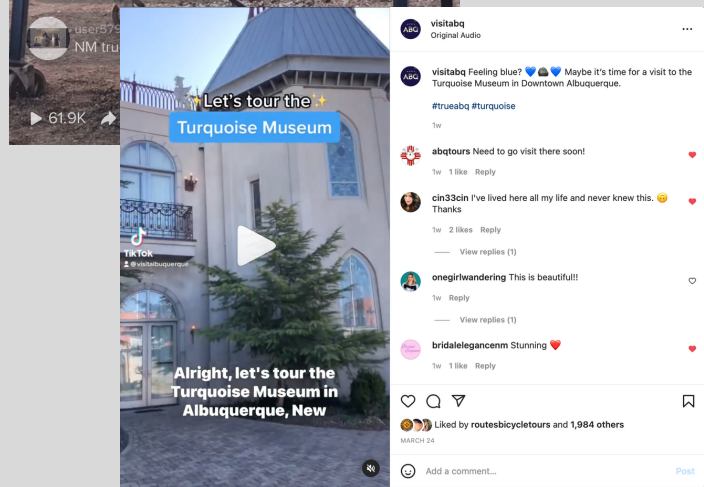 user579
NM tru
61.9K
✨Let's tour the✨
Turquoise Museum
TikTok
@visitalbuquerque
Alright, let's tour the
Turquoise Museum in
Albuquerque, New
ABQ
visitabq
Original Audio
ABQ
visitabq Feeling blue? 💙🪨💙 Maybe it's time for a visit to the
Turquoise Museum in Downtown Albuquerque.
#trueabq #turquoise
1w
abqtours Need to go visit there soon!
1w 1 like Reply
cin33cin I've lived here all my life and never knew this. 😊
Thanks
1w 2 likes Reply
View replies (1)
onegirlwandering This is beautiful!!
1w Reply
View replies (1)
bridalelegancenm Stunning ❤️
1w 1 like Reply
Liked by routesbicycletours and 1,984 others
MARCH 24
Add a comment...
Post